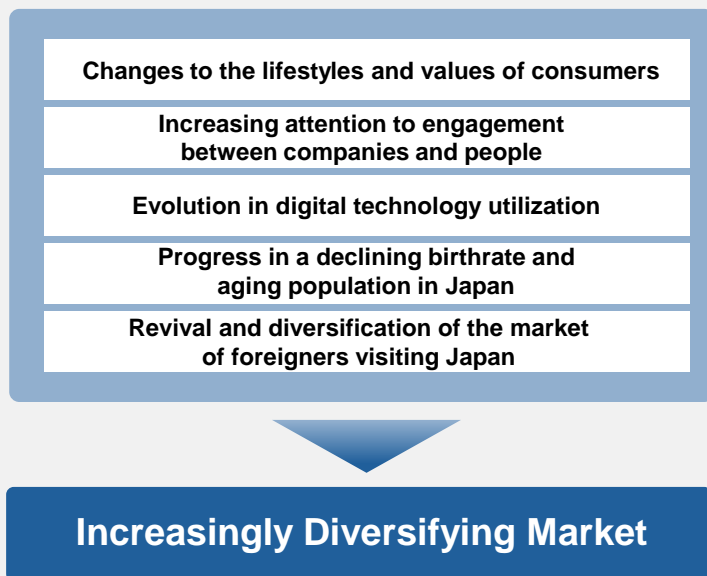 Changes to the lifestyles and values of consumers
Increasing attention to engagement
between companies and people
Evolution in digital technology utilization
Progress in a declining birthrate and
aging population in Japan
Revival and diversification of the market
of foreigners visiting Japan
Increasingly Diversifying Market